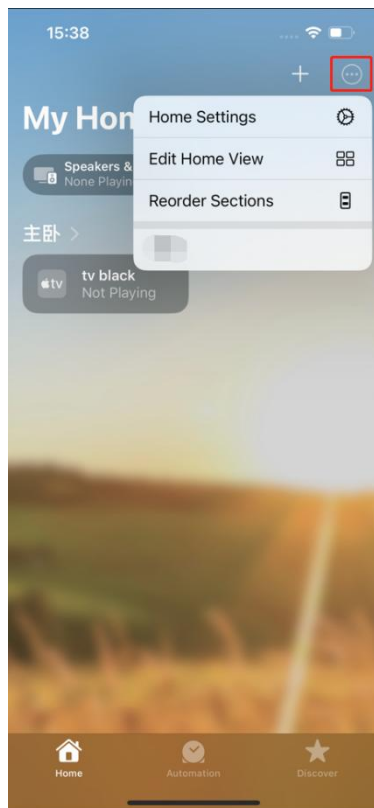 15:38
My Hom
Home Settings
Edit Home View
Reorder Sections
Speakers &
None Playin
主卧 >
tv
tv black
Not Playing
Home
Automation
Discover